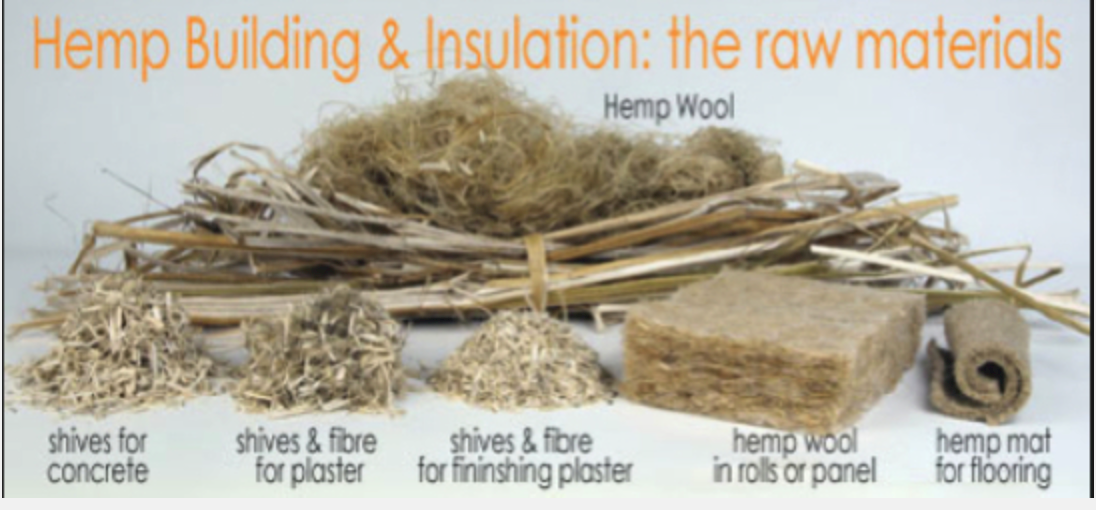 Hemp Building & Insulation: the raw materials
Hemp Wool
shives for
concrete
shives & fibre
for plaster
shives & fibre
for fininshing plaster
hemp wool
in rolls or panel
hemp mat
for flooring